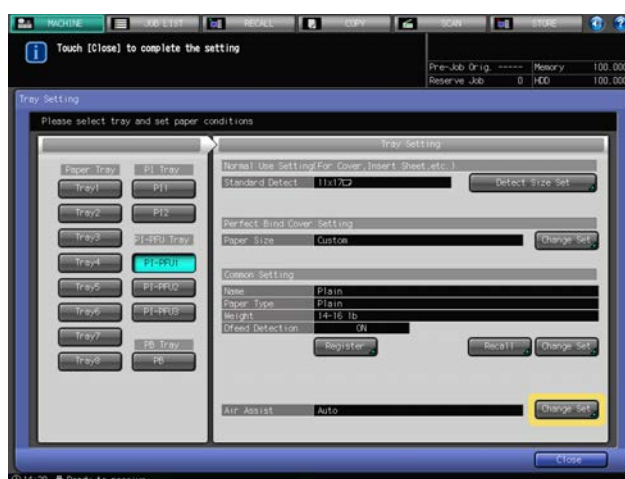 MACHINE JOB LIST RECALL COPY SCAN STORE
Touch [Close] to complete the setting
Pre-Job Orig. ----- Memory 100.00
Reserve Job 0 HDD 100.00
Tray Setting
Please select tray and set paper conditions
Tray Setting
Paper Tray PI Tray
Normal Use Setting(For Cover,Insert Sheet,etc.)
Tray1 PI1 Standard Detect 11x17 Detect Size Set
Tray2 PI2
Perfect Bind Cover Setting
Tray3 PI-PFU Tray Paper Size Custom Change Set
Tray4 PI-PFU1
Common Setting
Tray5 PI-PFU2 Name Plain
Paper Type Plain
Tray6 PI-PFU3 Weight 14-16 lb
Dfeed Detection ON
Tray7 PB Tray Register Recall Change Set
Tray8 PB
Air Assist Auto Change Set
Close